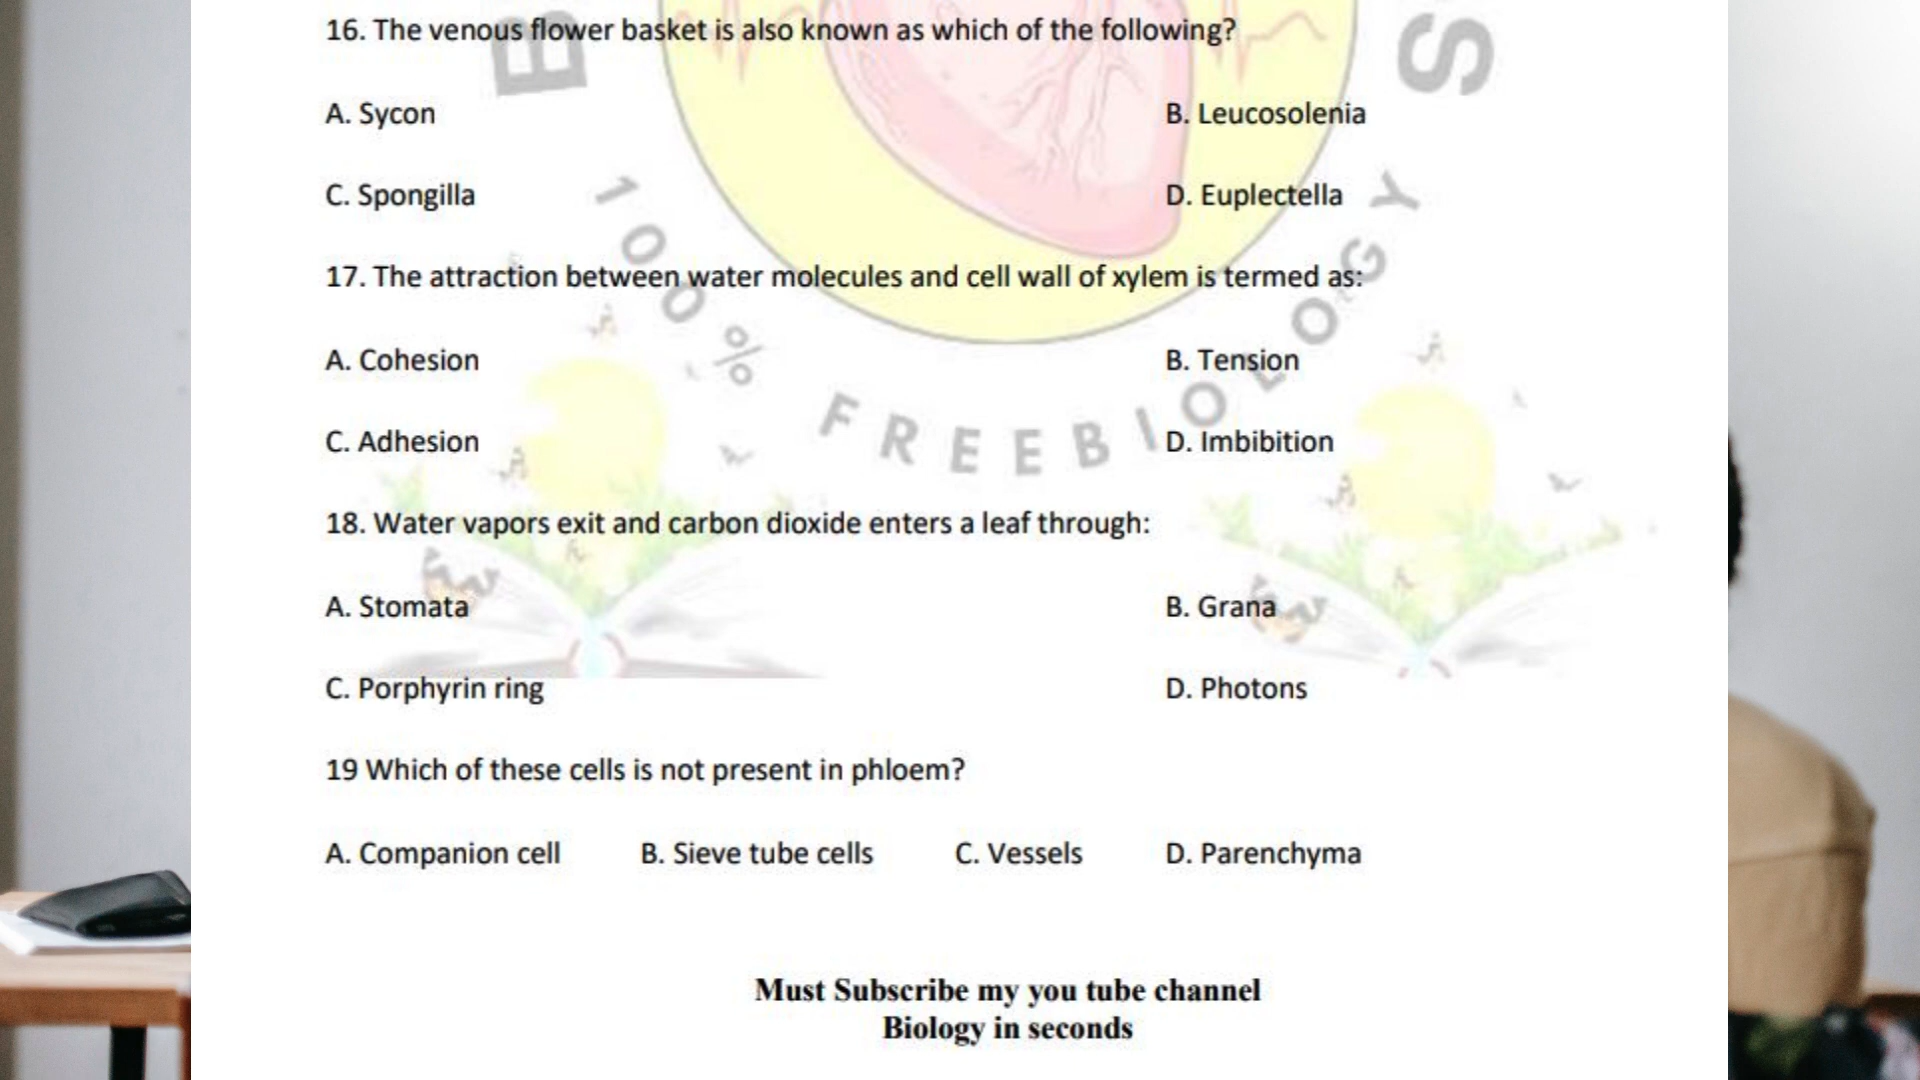 16. The venous flower basket is also known as which of the following?
A. Sycon B. Leucosolenia
C. Spongilla D. Euplectella
17. The attraction between water molecules and cell wall of xylem is termed as:
A. Cohesion B. Tension
C. Adhesion D. Imbibition
18. Water vapors exit and carbon dioxide enters a leaf through:
A. Stomata B. Grana
C. Porphyrin ring D. Photons
19 Which of these cells is not present in phloem?
A. Companion cell B. Sieve tube cells C. Vessels D. Parenchyma
B S
100% FREE BIOLOGY
Must Subscribe my you tube channel
Biology in seconds